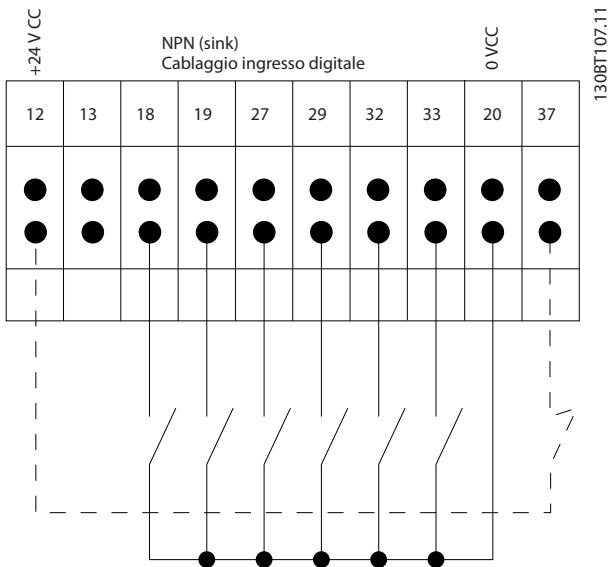 +24 V CC
NPN (sink)
Cablaggio ingresso digitale
0 VCC
130BT107.11
12 13 18 19 27 29 32 33 20 37